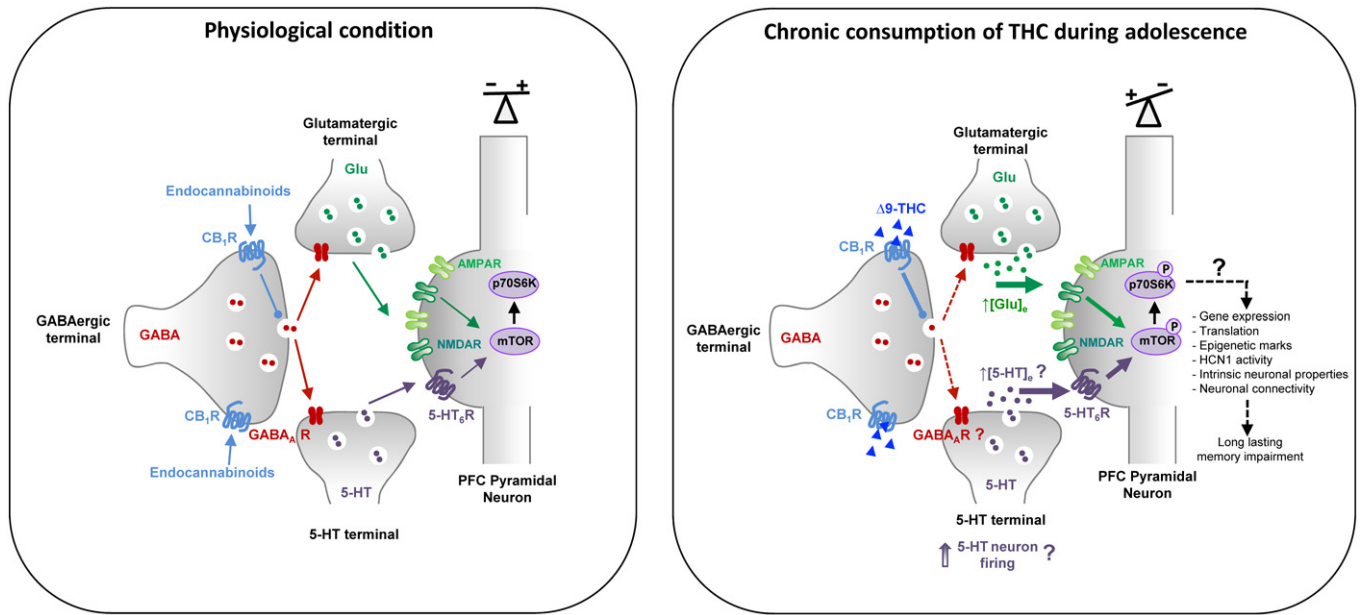 Physiological condition
− +
Glutamatergic
terminal
Glu
Endocannabinoids
CB₁R
AMPAR
p70S6K
GABAergic
terminal
GABA
NMDAR
mTOR
CB₁R
5-HT₆R
GABA_A R
Endocannabinoids
5-HT
PFC Pyramidal
Neuron
5-HT terminal
Chronic consumption of THC during adolescence
+ −
Glutamatergic
terminal
Glu
Δ9-THC
CB₁R
AMPAR
P
p70S6K
?
↑[Glu]ₑ
- Gene expression
- Translation
- Epigenetic marks
- HCN1 activity
- Intrinsic neuronal properties
- Neuronal connectivity
GABAergic
terminal
GABA
NMDAR
P
mTOR
↑[5-HT]ₑ ?
CB₁R
5-HT₆R
GABA_AR ?
Long lasting
memory impairment
5-HT
PFC Pyramidal
Neuron
5-HT terminal
⇑ 5-HT neuron ?
firing